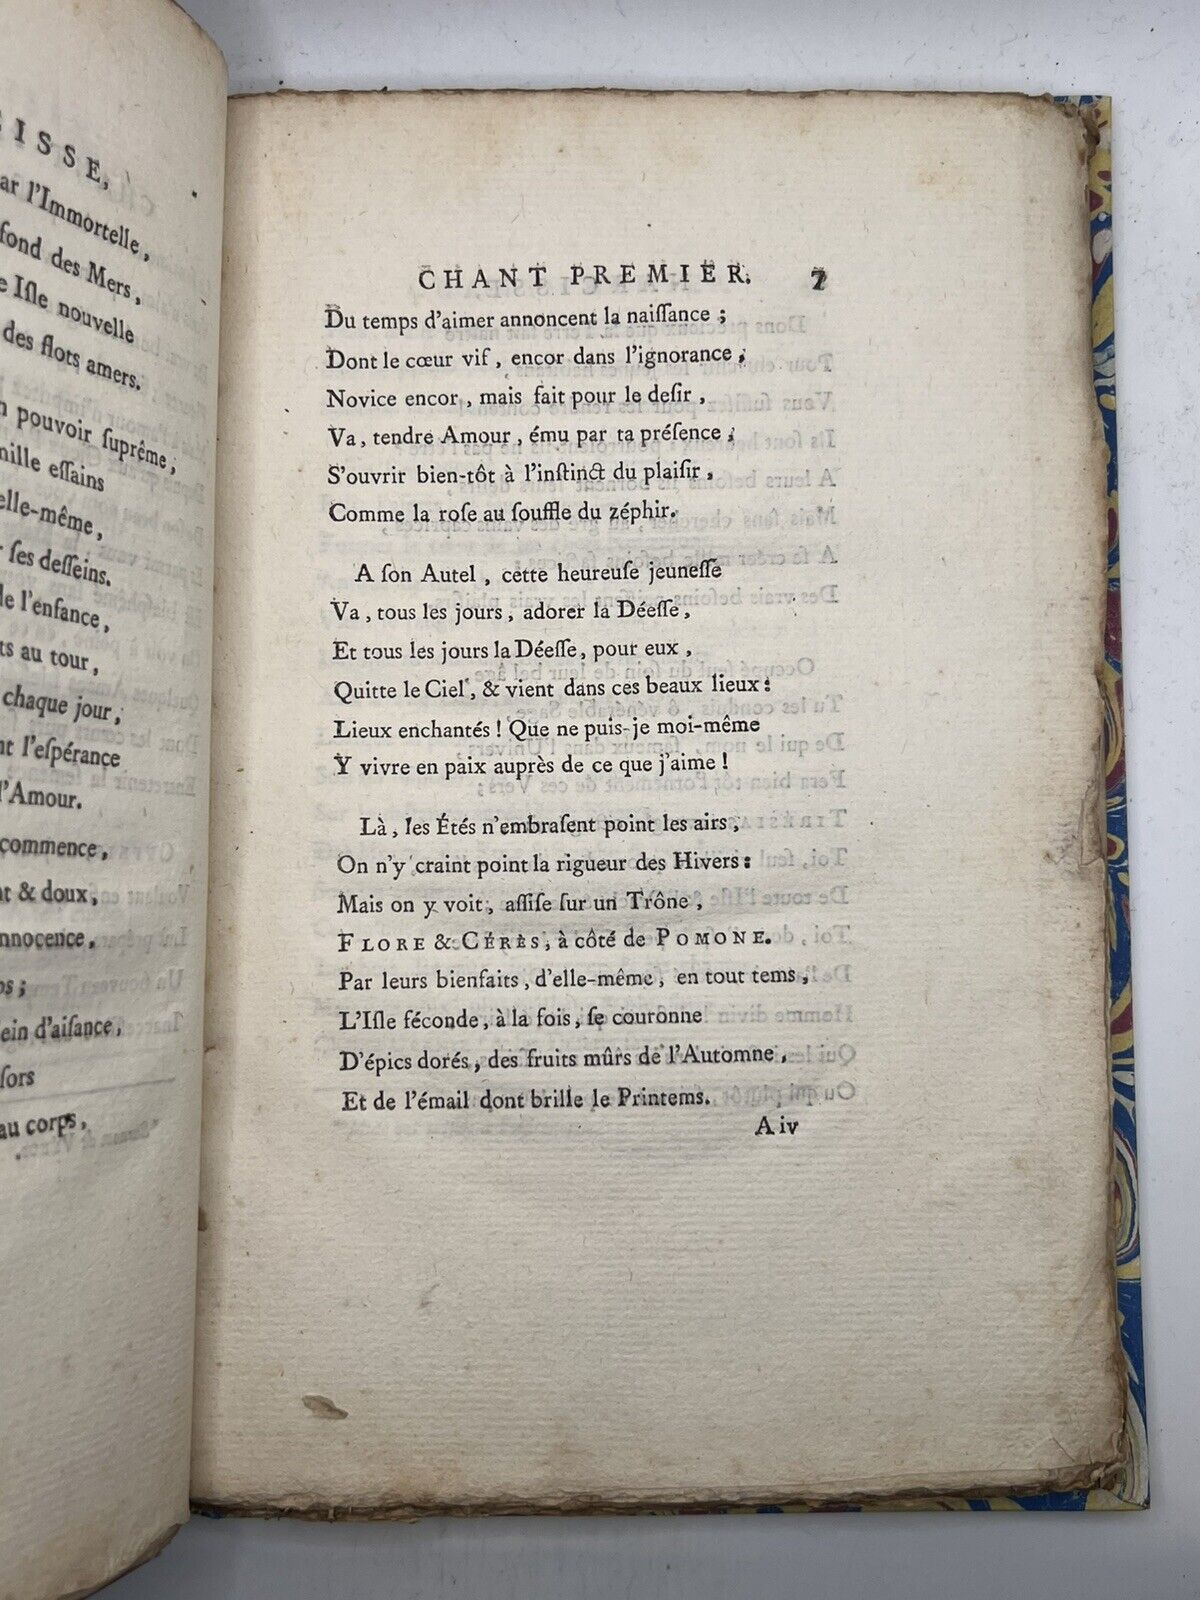 CISSE,
ar l'Immortelle,
fond des Mers,
e Iſle nouvelle
des flots amers.
n pouvoir ſuprême,
mille eſſains
elle-même,
r ſes deſſeins.
de l'enfance,
ts au tour,
chaque jour,
nt l'eſpérance
l'Amour.
commence,
nt & doux,
nnocence,
ps;
lein d'aiſance,
ſors
au corps,
CHANT PREMIER. 7
Du temps d'aimer annoncent la naiſſance ;
Dont le cœur vif, encor dans l'ignorance,
Novice encor, mais fait pour le deſir,
Va, tendre Amour, ému par ta préſence,
S'ouvrir bien-tôt à l'inſtinct du plaiſir,
Comme la roſe au ſouffle du zéphir.
A ſon Autel, cette heureuſe jeuneſſe
Va, tous les jours, adorer la Déeſſe,
Et tous les jours la Déeſſe, pour eux,
Quitte le Ciel, & vient dans ces beaux lieux :
Lieux enchantés ! Que ne puis-je moi-même
Y vivre en paix auprès de ce que j'aime !
Là, les Étés n'embraſent point les airs,
On n'y craint point la rigueur des Hivers :
Mais on y voit, aſſiſe ſur un Trône,
FLORE & CÉRÈS, à côté de POMONE.
Par leurs bienfaits, d'elle-même, en tout tems,
L'Iſle féconde, à la fois, ſe couronne
D'épics dorés, des fruits mûrs de l'Automne,
Et de l'émail dont brille le Printems.
A iv